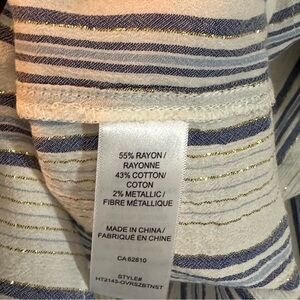 55% RAYON /
RAYONNE
43% COTTON/
COTON
2% METALLIC /
FIBRE MÉTALLIQUE
MADE IN CHINA /
FABRIQUÉ EN CHINE
CA 62610
STYLE#
HT2143-OVRSZBTNST